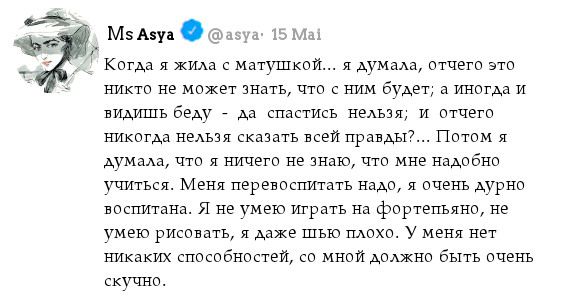 Ms Asya @asya· 15 Mai
Когда я жила с матушкой... я думала, отчего это
никто не может знать, что с ним будет; а иногда и
видишь беду - да спастись нельзя; и отчего
никогда нельзя сказать всей правды?... Потом я
думала, что я ничего не знаю, что мне надобно
учиться. Меня перевоспитать надо, я очень дурно
воспитана. Я не умею играть на фортепьяно, не
умею рисовать, я даже шью плохо. У меня нет
никаких способностей, со мной должно быть очень
скучно.